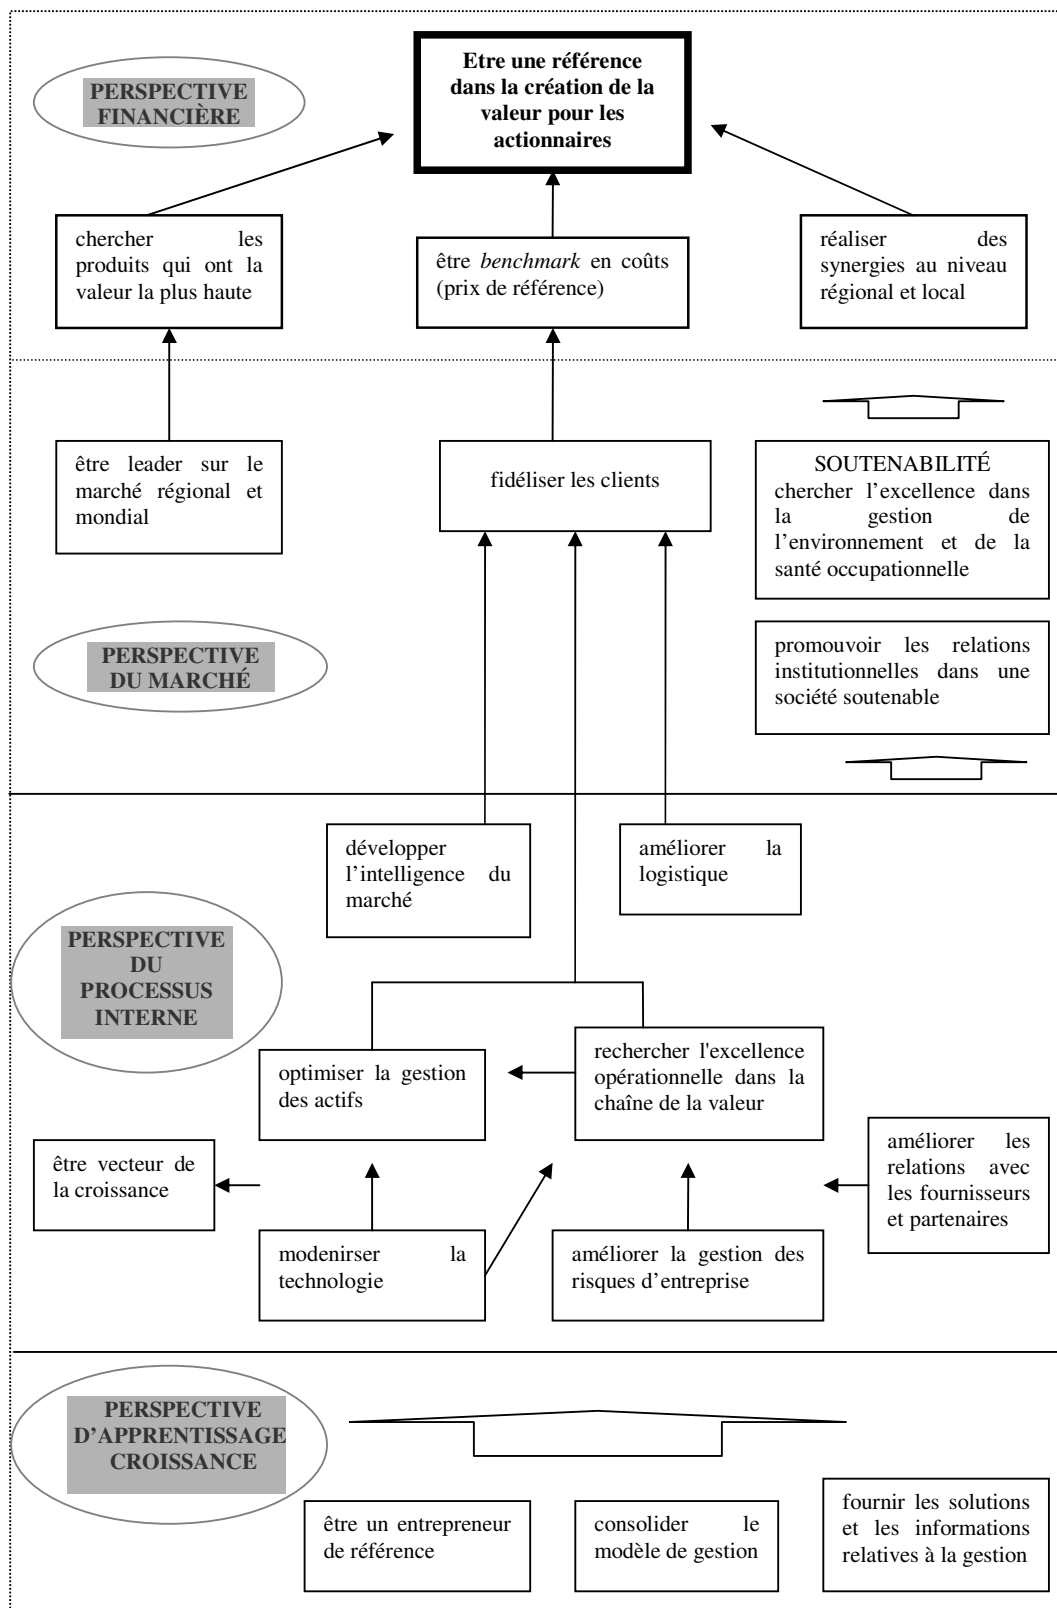 Etre une référence
dans la création de la
valeur pour les
actionnaires
PERSPECTIVE
FINANCIÈRE
chercher les
produits qui ont la
valeur la plus haute
être benchmark en coûts
(prix de référence)
réaliser des
synergies au niveau
régional et local
être leader sur le
marché régional et
mondial
fidéliser les clients
SOUTENABILITÉ
chercher l’excellence dans
la gestion de
l’environnement et de la
santé occupationnelle
PERSPECTIVE
DU MARCHÉ
promouvoir les relations
institutionnelles dans une
société soutenable
développer
l’intelligence du
marché
améliorer la
logistique
PERSPECTIVE
DU
PROCESSUS
INTERNE
optimiser la gestion
des actifs
rechercher l'excellence
opérationnelle dans la
chaîne de la valeur
être vecteur de
la croissance
améliorer les
relations avec
les fournisseurs
et partenaires
modenirser la
technologie
améliorer la gestion des
risques d’entreprise
PERSPECTIVE
D’APPRENTISSAGE
CROISSANCE
être un entrepreneur
de référence
consolider le
modèle de gestion
fournir les solutions
et les informations
relatives à la gestion